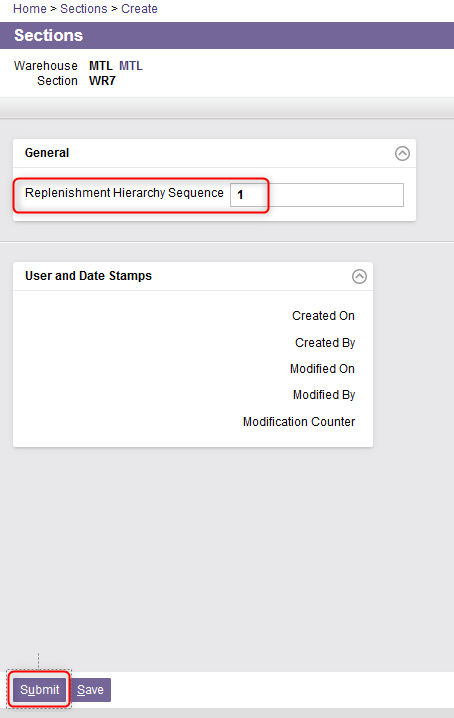 Home > Sections > Create
Sections
Warehouse MTL MTL
Section WR7
General
Replenishment Hierarchy Sequence 1
User and Date Stamps
Created On
Created By
Modified On
Modified By
Modification Counter
Submit Save